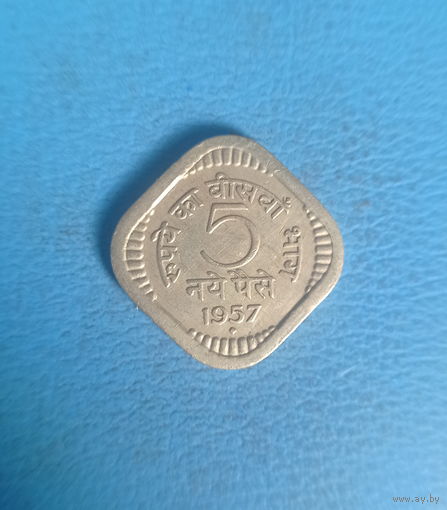 रुपये का बीसवाँ भाग
5
नये पैसे
1957
www.ay.by